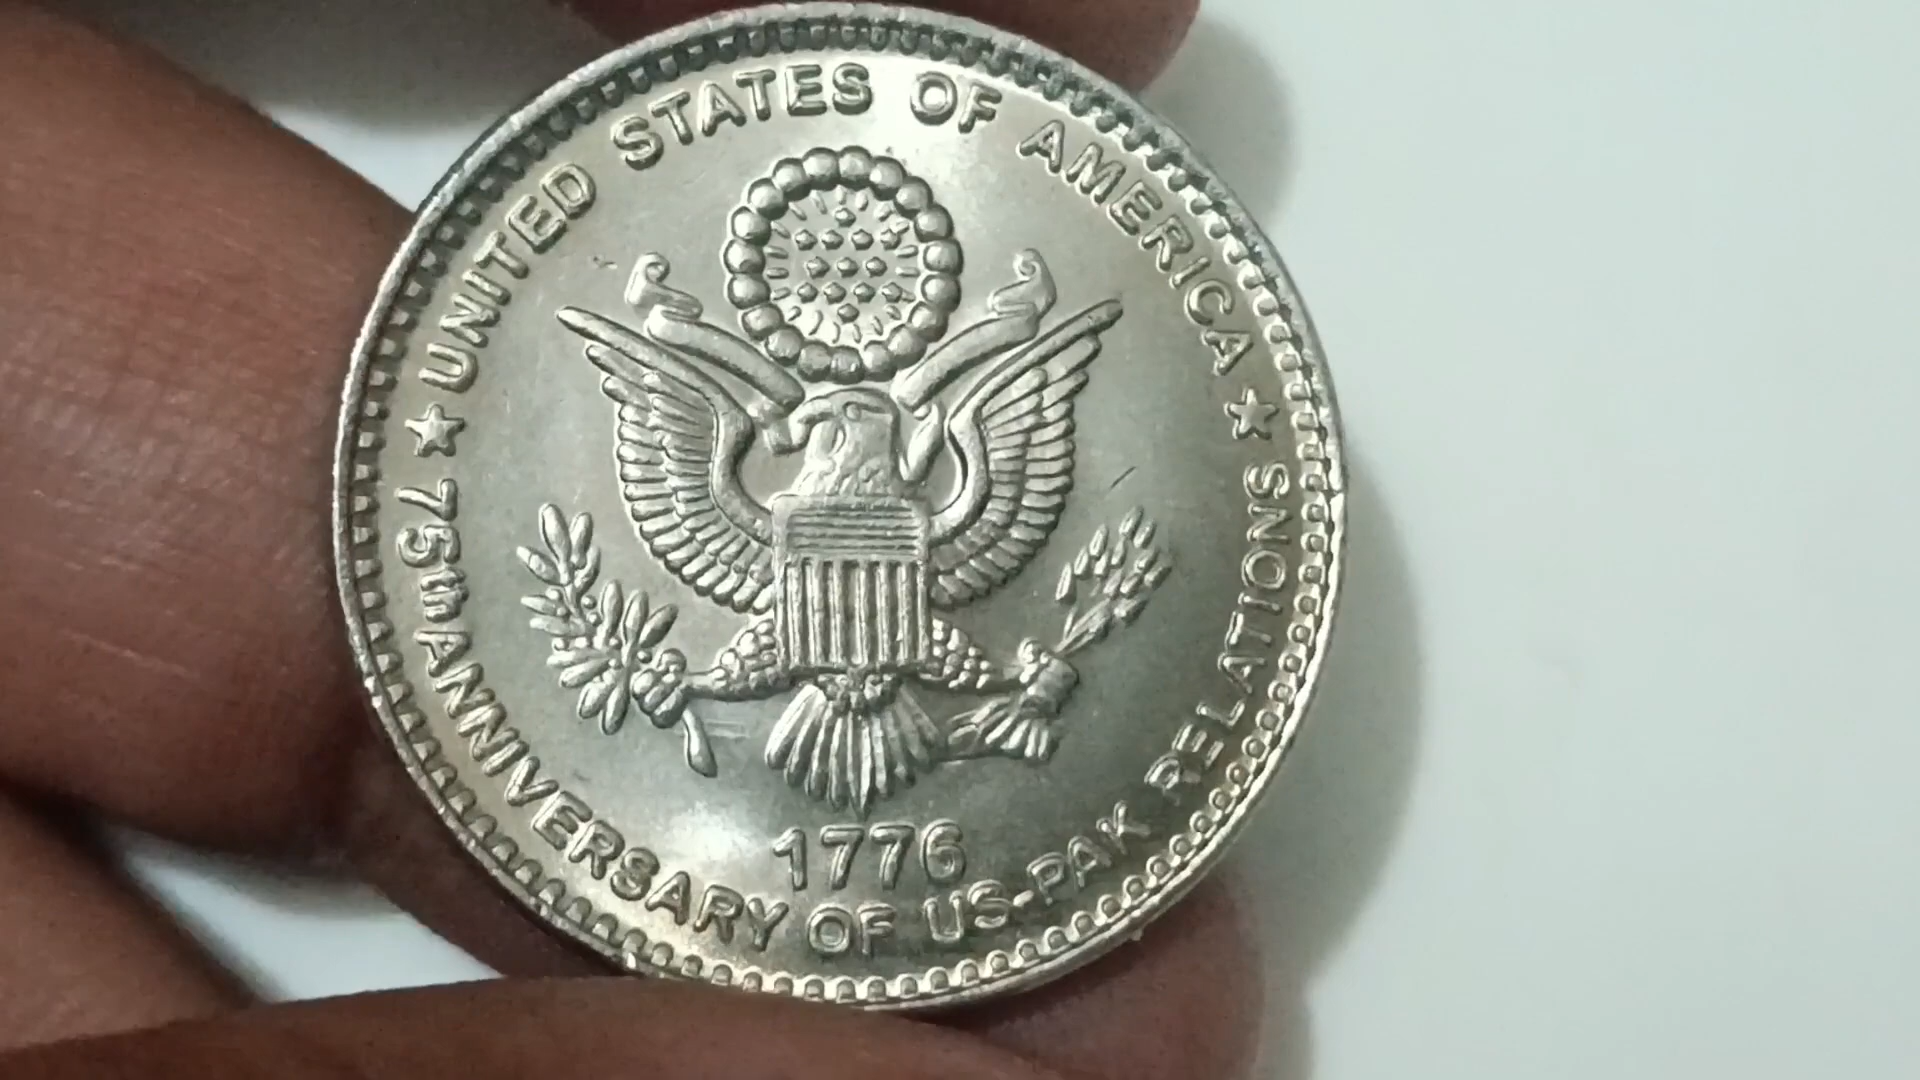 ★ UNITED STATES OF AMERICA ★
1776
75th ANNIVERSARY OF US-PAK RELATIONS